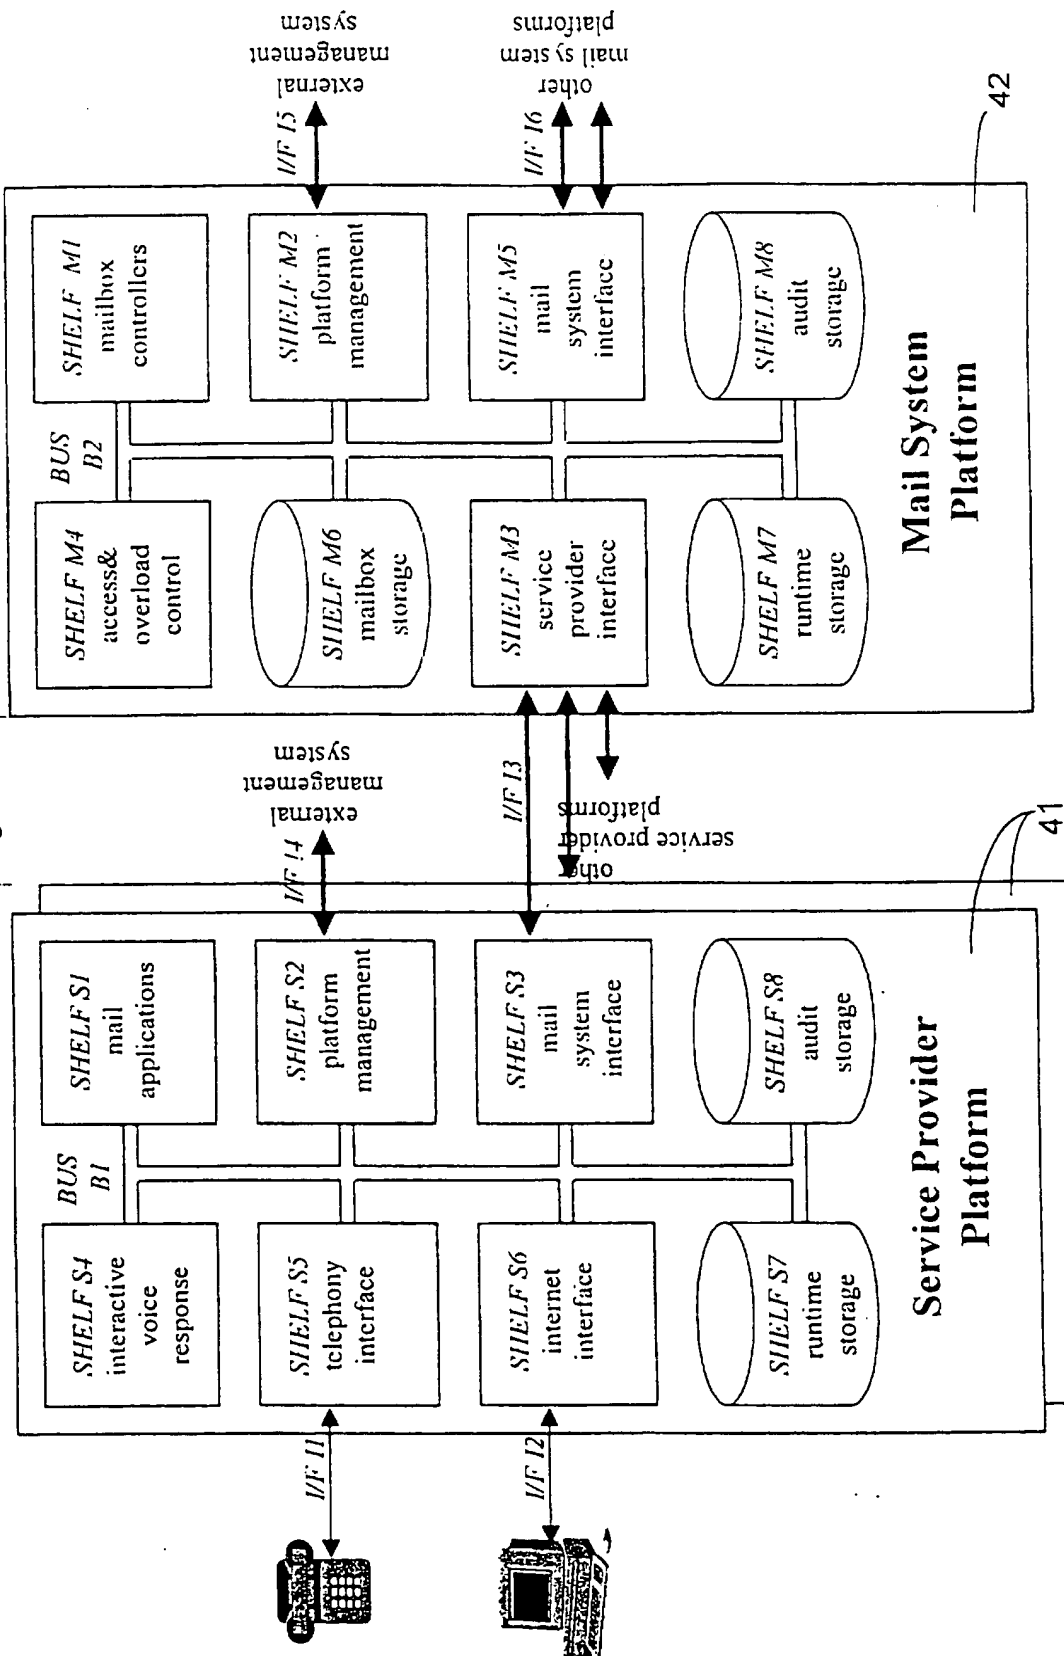 SHELF S4
interactive
voice
response
BUS
B1
SHELF S1
mail
applications
I/F I1
SHELF S5
telephony
interface
SHELF S2
platform
management
I/F I4
external
management
system
I/F I2
SHELF S6
internet
interface
SHELF S3
mail
system
interface
I/F I3
other
service provider
platforms
SHELF S7
runtime
storage
SHELF S8
audit
storage
Service Provider
Platform
41
SHELF M4
access&
overload
control
BUS
B2
SHELF M1
mailbox
controllers
SHELF M6
mailbox
storage
SHELF M2
platform
management
I/F I5
external
management
system
SHELF M3
service
provider
interface
SHELF M5
mail
system
interface
I/F I6
other
mail system
platforms
SHELF M7
runtime
storage
SHELF M8
audit
storage
Mail System
Platform
42